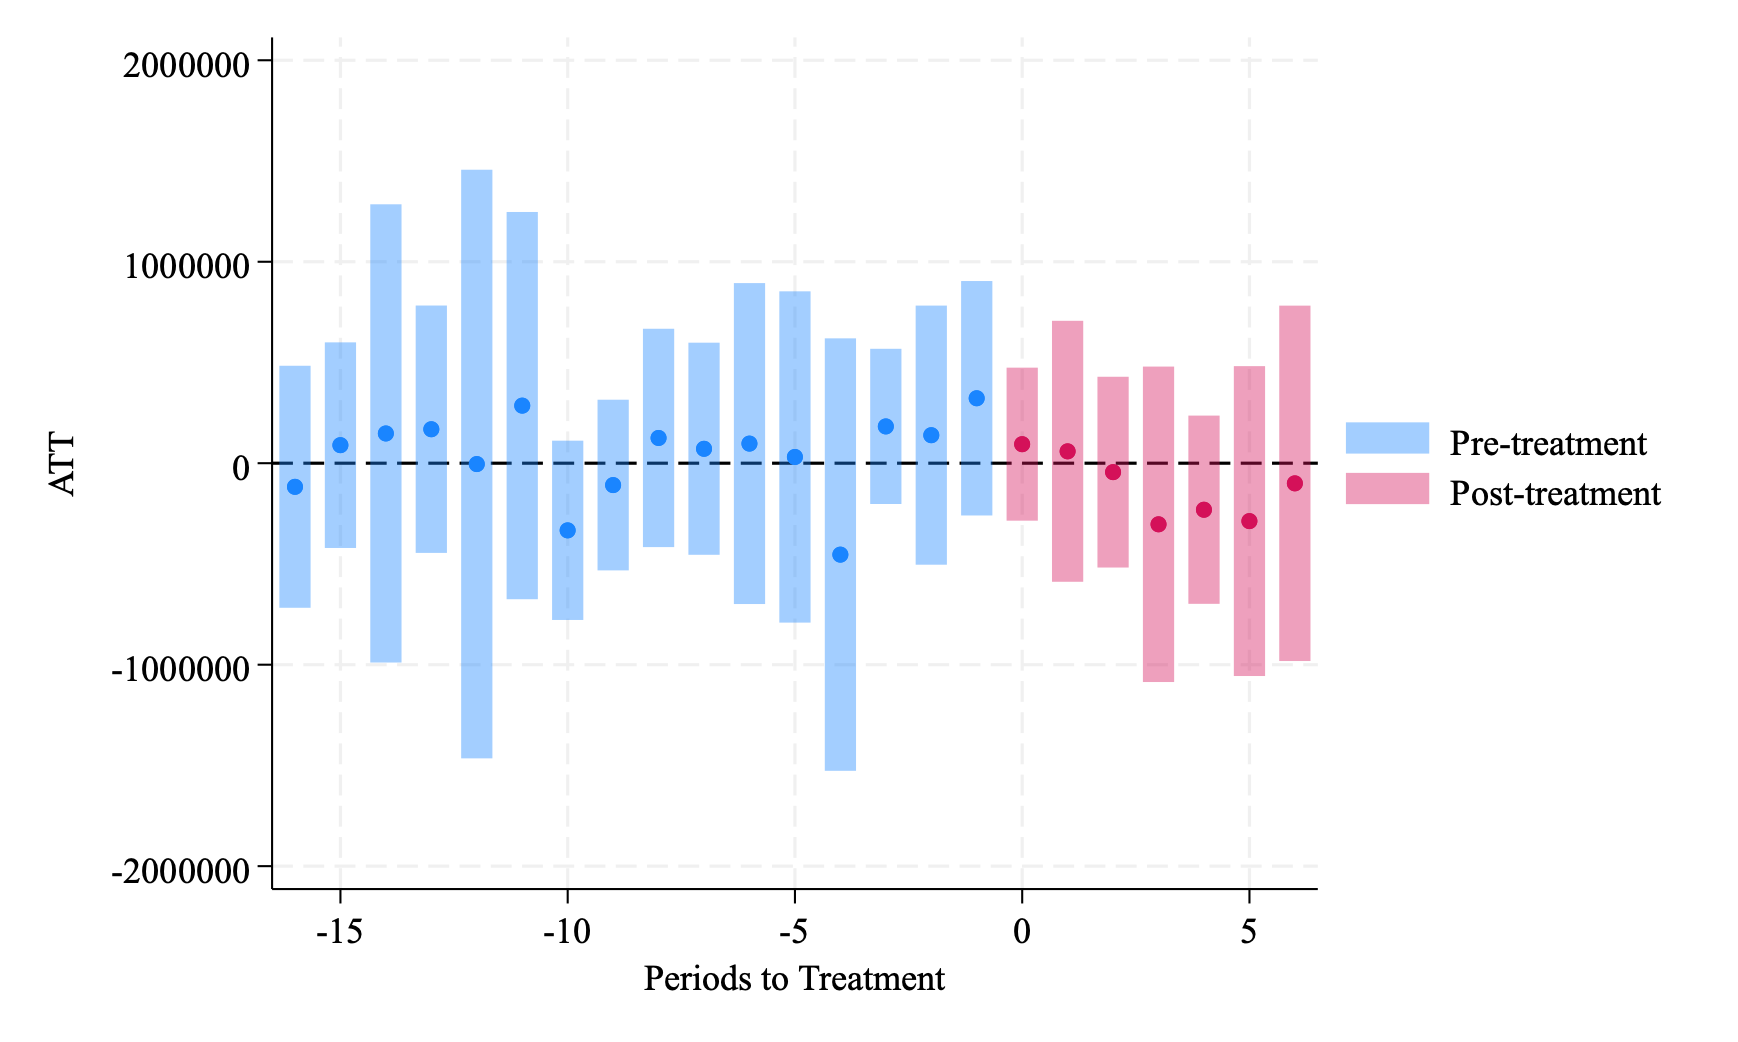 2000000
1000000
0
-1000000
-2000000
ATT
-15
-10
-5
0
5
Periods to Treatment
Pre-treatment
Post-treatment